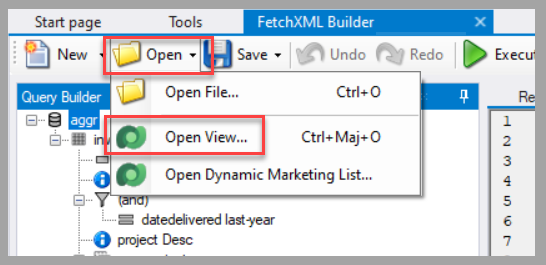 Start page Tools FetchXML Builder ×
New Open Save Undo Redo Execu
Query Builder Re
Open File... Ctrl+O
Open View... Ctrl+Maj+O
Open Dynamic Marketing List...
aggr
inv
(and)
datedelivered last-year
project Desc
1
2
3
4
5
6
7